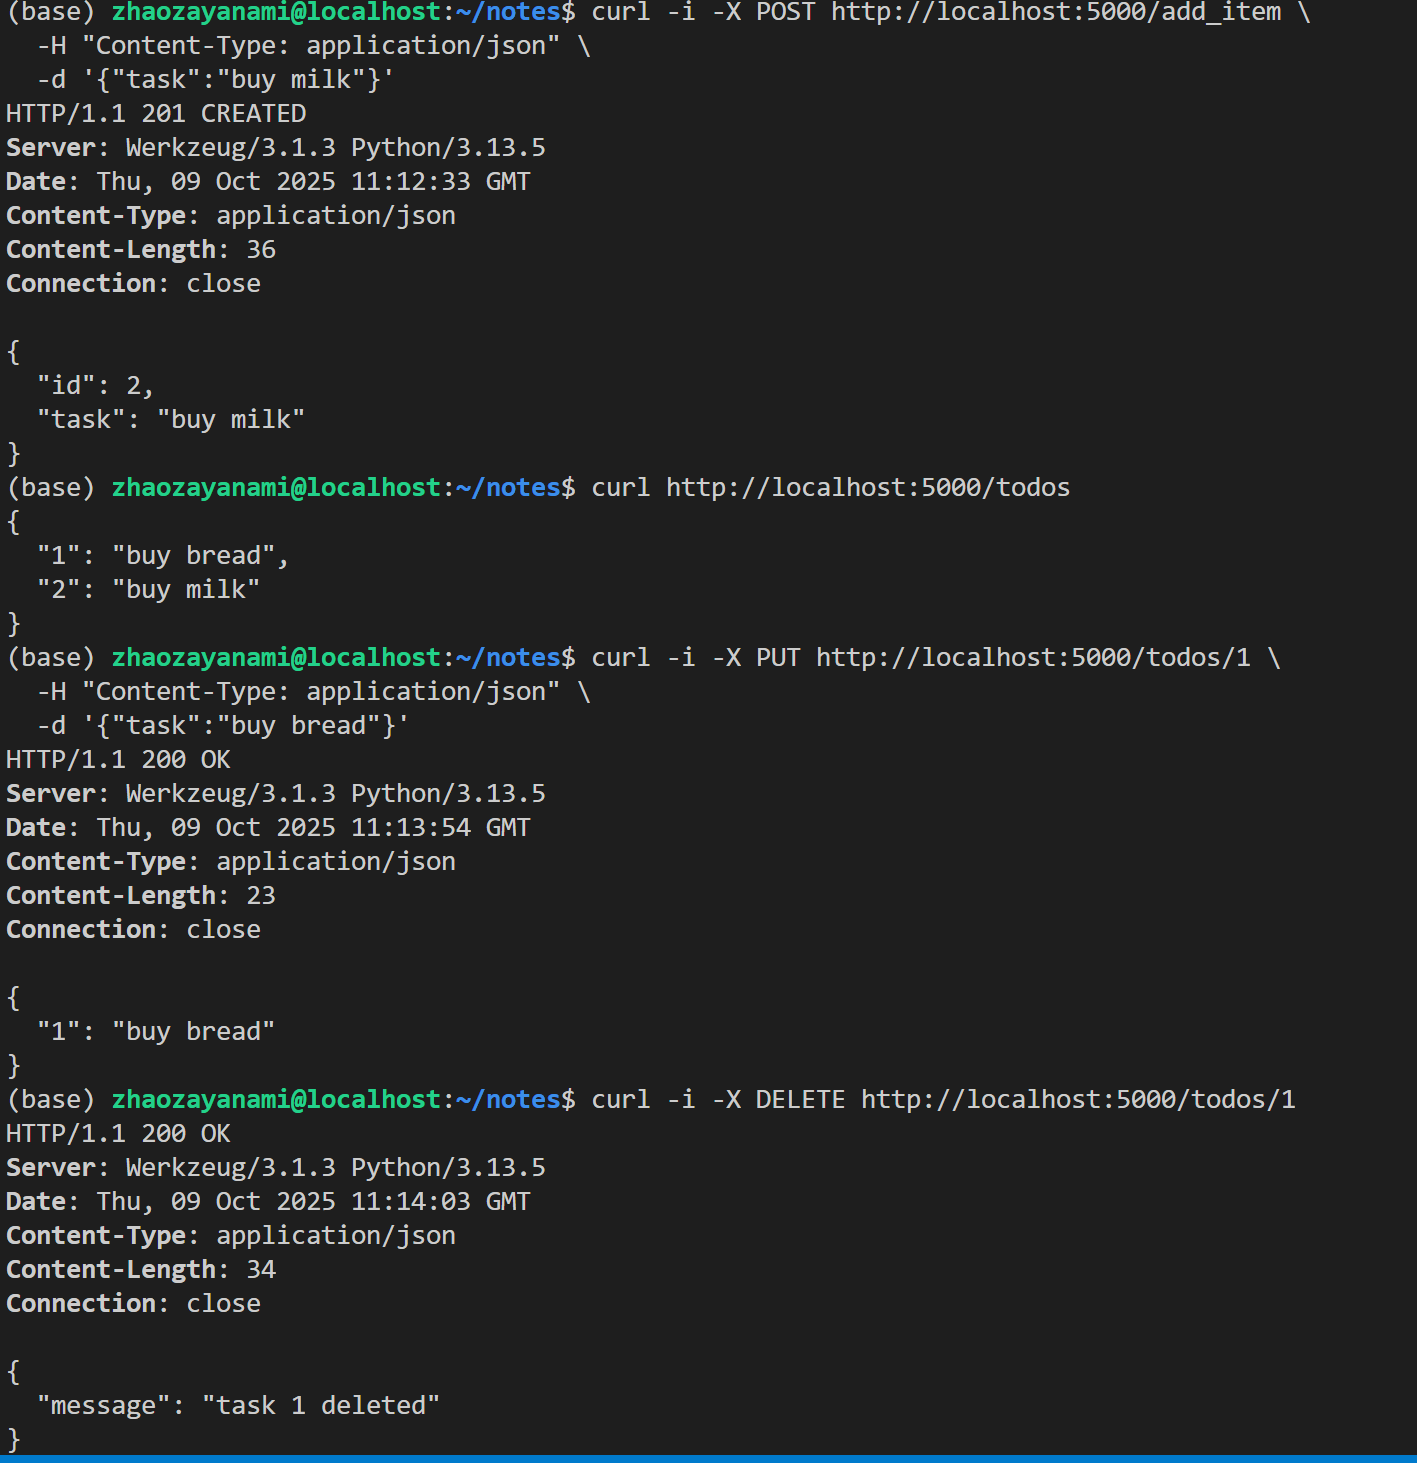 (base) zhaozayanami@localhost:~/notes$ curl -i -X POST http://localhost:5000/add_item \
  -H "Content-Type: application/json" \
  -d '{"task":"buy milk"}'
HTTP/1.1 201 CREATED
Server: Werkzeug/3.1.3 Python/3.13.5
Date: Thu, 09 Oct 2025 11:12:33 GMT
Content-Type: application/json
Content-Length: 36
Connection: close

{
  "id": 2,
  "task": "buy milk"
}
(base) zhaozayanami@localhost:~/notes$ curl http://localhost:5000/todos
{
  "1": "buy bread",
  "2": "buy milk"
}
(base) zhaozayanami@localhost:~/notes$ curl -i -X PUT http://localhost:5000/todos/1 \
  -H "Content-Type: application/json" \
  -d '{"task":"buy bread"}'
HTTP/1.1 200 OK
Server: Werkzeug/3.1.3 Python/3.13.5
Date: Thu, 09 Oct 2025 11:13:54 GMT
Content-Type: application/json
Content-Length: 23
Connection: close

{
  "1": "buy bread"
}
(base) zhaozayanami@localhost:~/notes$ curl -i -X DELETE http://localhost:5000/todos/1
HTTP/1.1 200 OK
Server: Werkzeug/3.1.3 Python/3.13.5
Date: Thu, 09 Oct 2025 11:14:03 GMT
Content-Type: application/json
Content-Length: 34
Connection: close

{
  "message": "task 1 deleted"
}